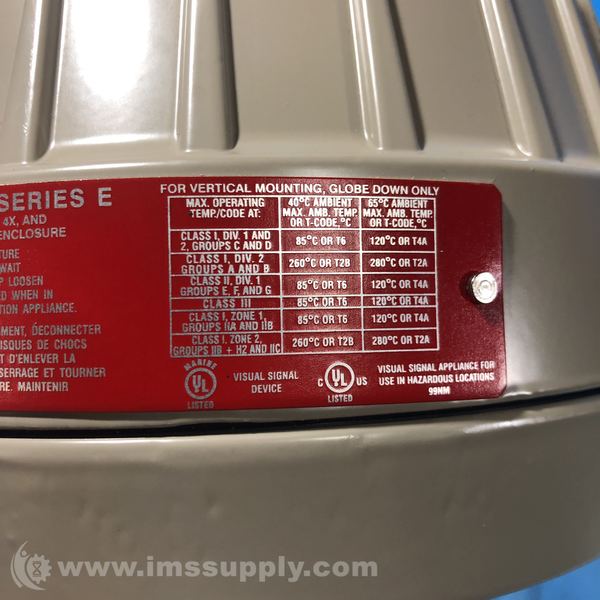 SERIES E
4X, AND
ENCLOSURE
WAIT
LOOSEN
ED WHEN IN
TION APPLIANCE.
MENT, DÉCONNECTER
RISQUES DE CHOCS
T D'ENLEVER LA
SERRAGE ET TOURNER
RE. MAINTENIR
FOR VERTICAL MOUNTING, GLOBE DOWN ONLY
MAX. OPERATING TEMP/CODE AT:
40°C AMBIENT MAX. AMB. TEMP. OR T-CODE,°C
65°C AMBIENT MAX. AMB. TEMP. OR T-CODE,°C
CLASS I, DIV. 1 AND 2, GROUPS C AND D 85°C OR T6 120°C OR T4A
CLASS I, DIV. 2 GROUPS A AND B 260°C OR T2B 280°C OR T2A
CLASS II, DIV. 1 GROUPS E, F, AND G 85°C OR T6 120°C OR T4A
CLASS III 85°C OR T6 120°C OR T4A
CLASS I, ZONE 1, GROUPS IIA AND IIB 85°C OR T6 120°C OR T4A
CLASS I, ZONE 2, GROUPS IIB + H2 AND IIC 260°C OR T2B 280°C OR T2A
MARINE
UL
LISTED
VISUAL SIGNAL
DEVICE
C UL US
LISTED
VISUAL SIGNAL APPLIANCE FOR
USE IN HAZARDOUS LOCATIONS
99NM
www.imssupply.com